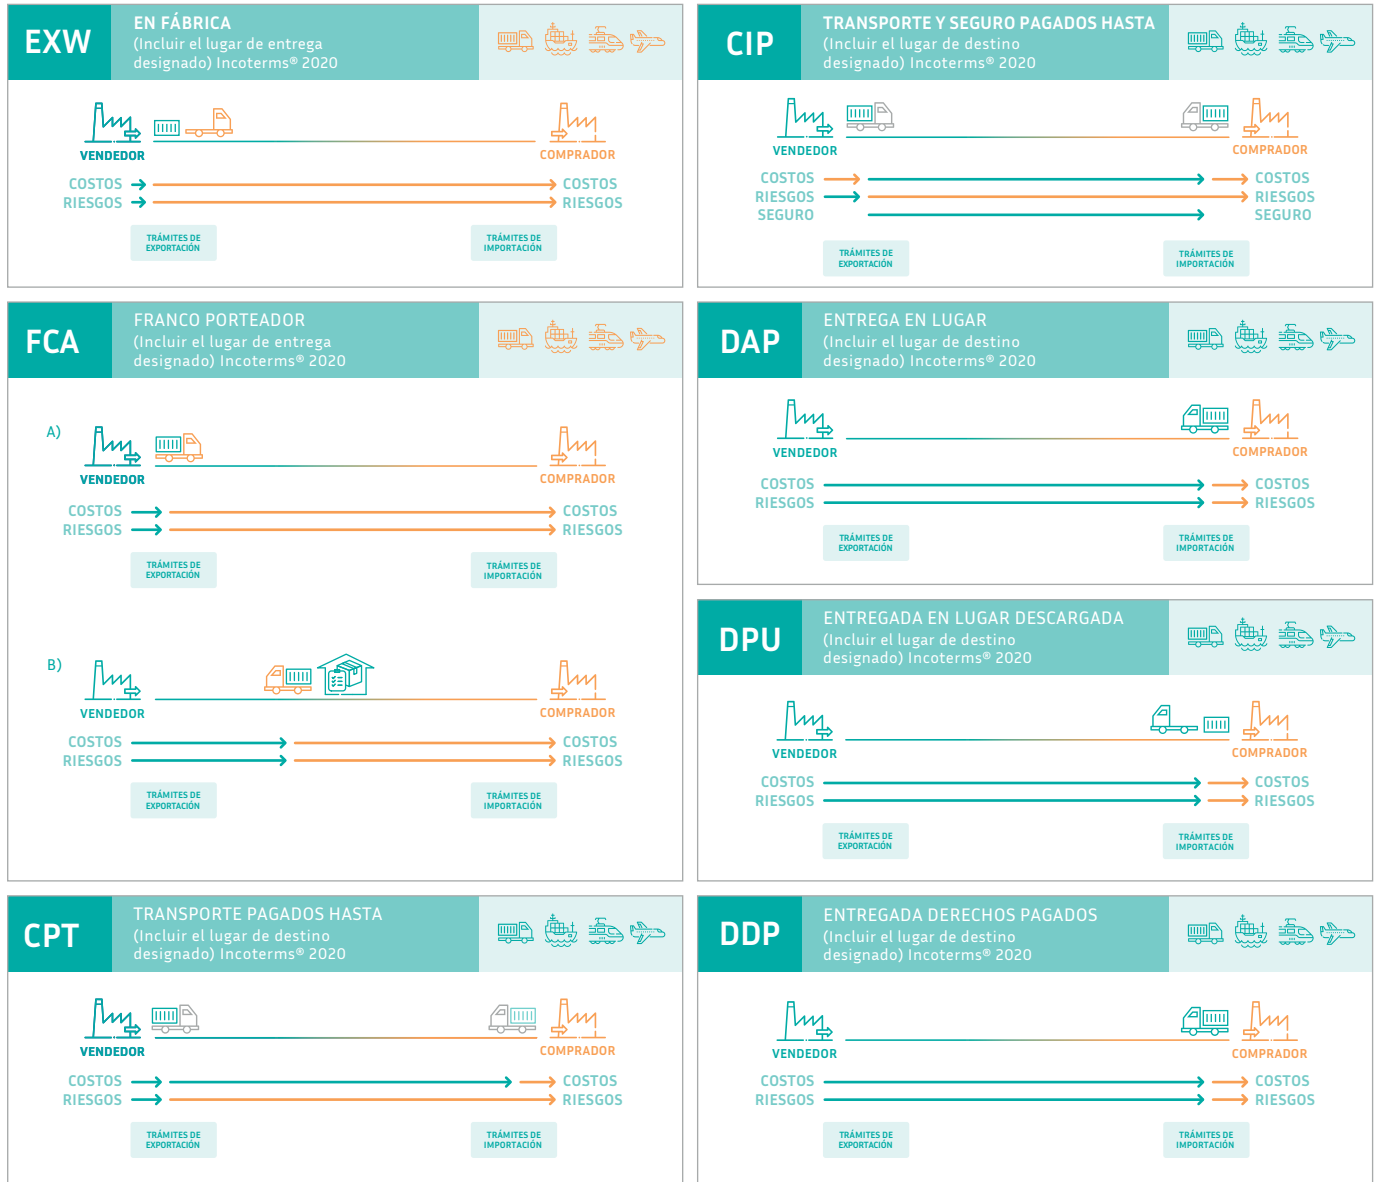 EXW
EN FÁBRICA
(Incluir el lugar de entrega
designado) Incoterms® 2020
VENDEDOR
COMPRADOR
COSTOS
COSTOS
RIESGOS
RIESGOS
TRÁMITES DE
EXPORTACIÓN
TRÁMITES DE
IMPORTACIÓN
FCA
FRANCO PORTEADOR
(Incluir el lugar de entrega
designado) Incoterms® 2020
A)
VENDEDOR
COMPRADOR
COSTOS
COSTOS
RIESGOS
RIESGOS
TRÁMITES DE
EXPORTACIÓN
TRÁMITES DE
IMPORTACIÓN
B)
VENDEDOR
COMPRADOR
COSTOS
COSTOS
RIESGOS
RIESGOS
TRÁMITES DE
EXPORTACIÓN
TRÁMITES DE
IMPORTACIÓN
CPT
TRANSPORTE PAGADOS HASTA
(Incluir el lugar de destino
designado) Incoterms® 2020
VENDEDOR
COMPRADOR
COSTOS
COSTOS
RIESGOS
RIESGOS
TRÁMITES DE
EXPORTACIÓN
TRÁMITES DE
IMPORTACIÓN
CIP
TRANSPORTE Y SEGURO PAGADOS HASTA
(Incluir el lugar de destino
designado) Incoterms® 2020
VENDEDOR
COMPRADOR
COSTOS
COSTOS
RIESGOS
RIESGOS
SEGURO
SEGURO
TRÁMITES DE
EXPORTACIÓN
TRÁMITES DE
IMPORTACIÓN
DAP
ENTREGA EN LUGAR
(Incluir el lugar de destino
designado) Incoterms® 2020
VENDEDOR
COMPRADOR
COSTOS
COSTOS
RIESGOS
RIESGOS
TRÁMITES DE
EXPORTACIÓN
TRÁMITES DE
IMPORTACIÓN
DPU
ENTREGADA EN LUGAR DESCARGADA
(Incluir el lugar de destino
designado) Incoterms® 2020
VENDEDOR
COMPRADOR
COSTOS
COSTOS
RIESGOS
RIESGOS
TRÁMITES DE
EXPORTACIÓN
TRÁMITES DE
IMPORTACIÓN
DDP
ENTREGADA DERECHOS PAGADOS
(Incluir el lugar de destino
designado) Incoterms® 2020
VENDEDOR
COMPRADOR
COSTOS
COSTOS
RIESGOS
RIESGOS
TRÁMITES DE
EXPORTACIÓN
TRÁMITES DE
IMPORTACIÓN